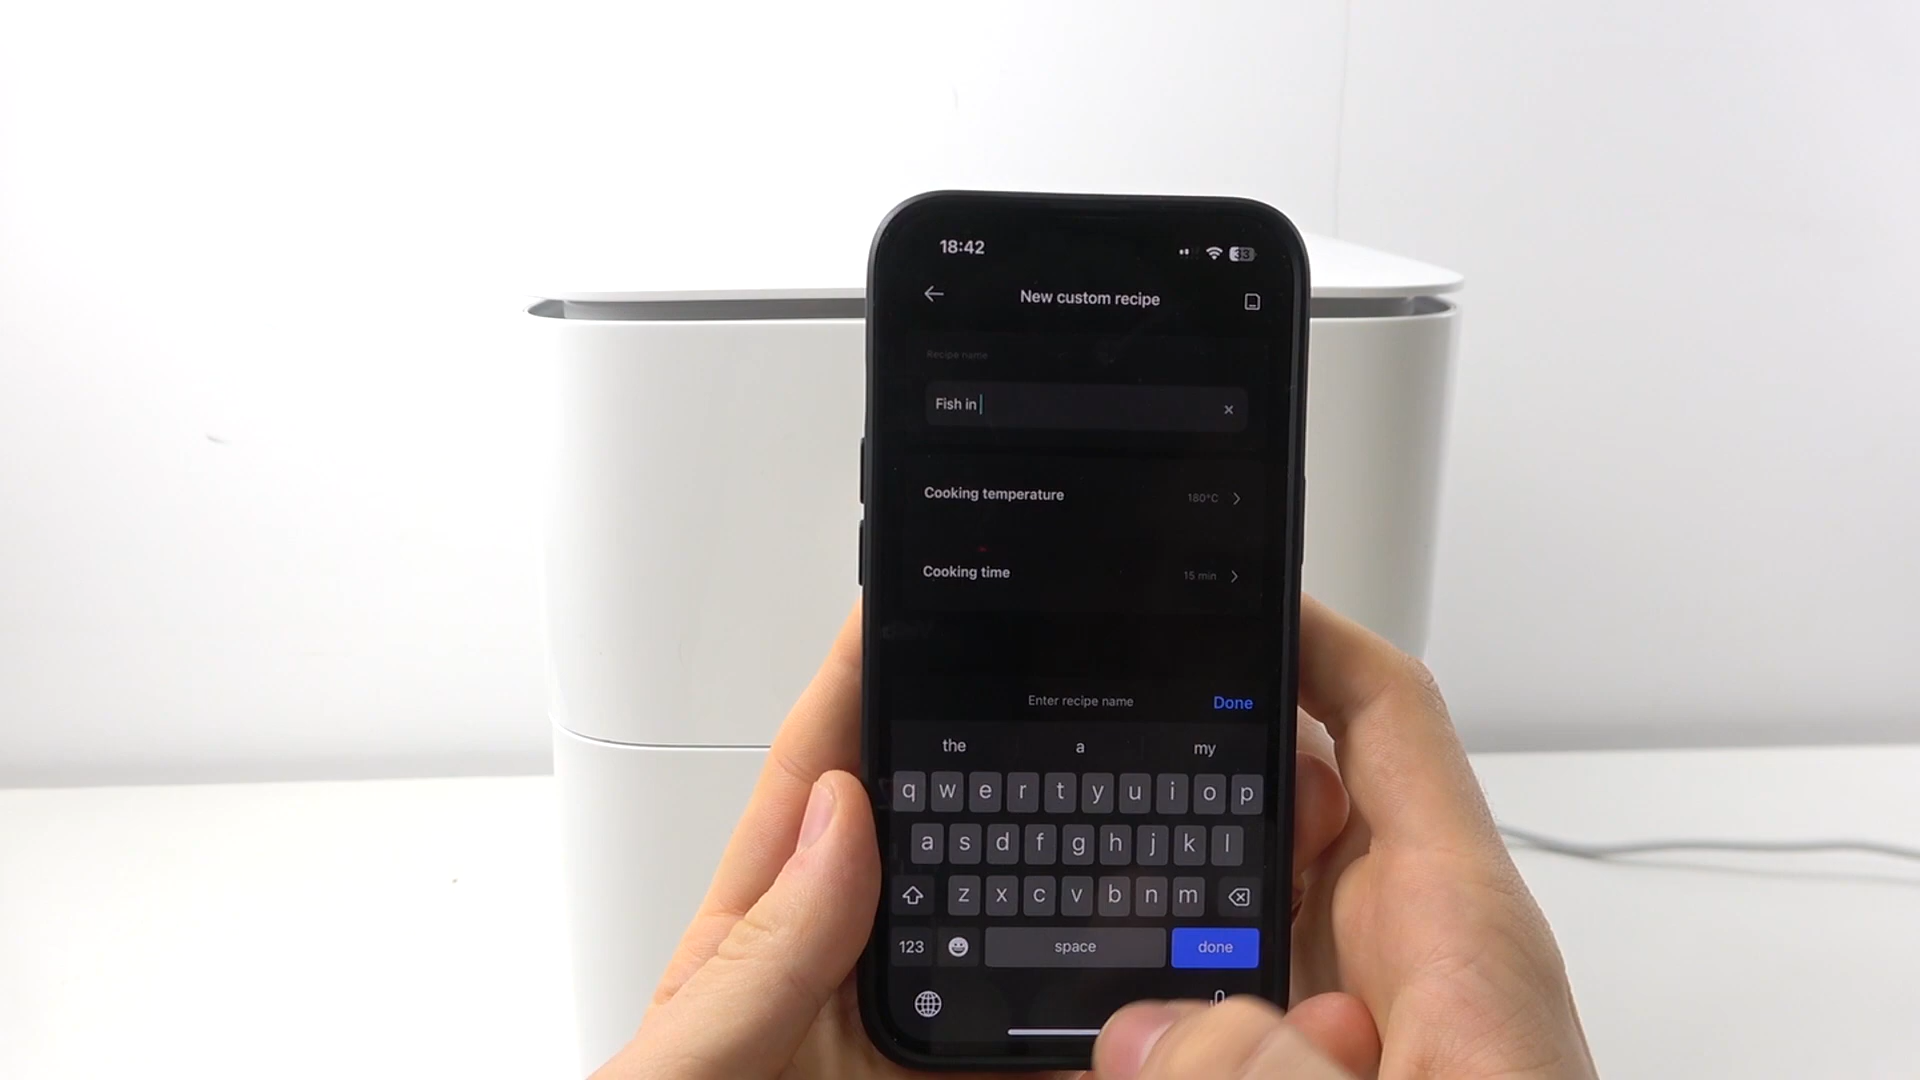 18:42
33
New custom recipe
Recipe name
Fish in
Cooking temperature 180°C
Cooking time 15 min
Enter recipe name Done
the a my
q w e r t y u i o p
a s d f g h j k l
z x c v b n m
123 space done